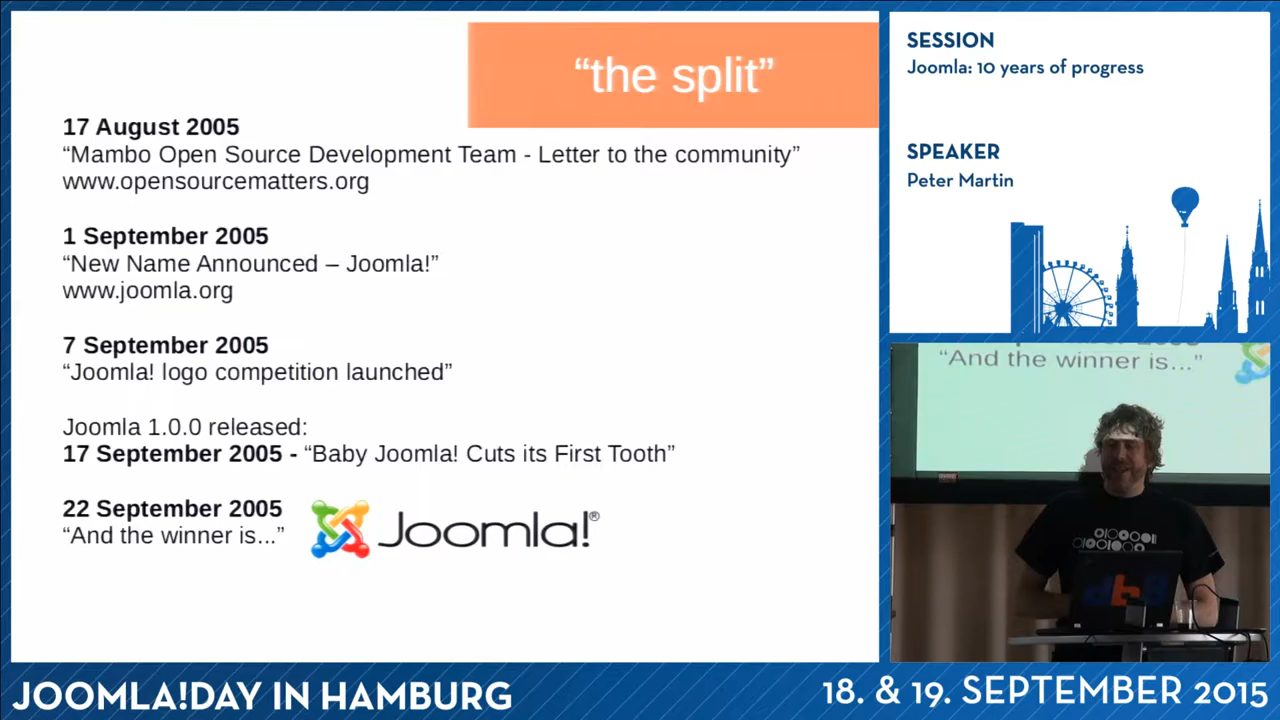 “the split”
17 August 2005
“Mambo Open Source Development Team - Letter to the community”
www.opensourcematters.org
1 September 2005
“New Name Announced – Joomla!”
www.joomla.org
7 September 2005
“Joomla! logo competition launched”
Joomla 1.0.0 released:
17 September 2005 - “Baby Joomla! Cuts its First Tooth”
22 September 2005
“And the winner is...”
Joomla!®
SESSION
Joomla: 10 years of progress
SPEAKER
Peter Martin
“And the winner is...”
db8
JOOMLA!DAY IN HAMBURG
18. & 19. SEPTEMBER 2015